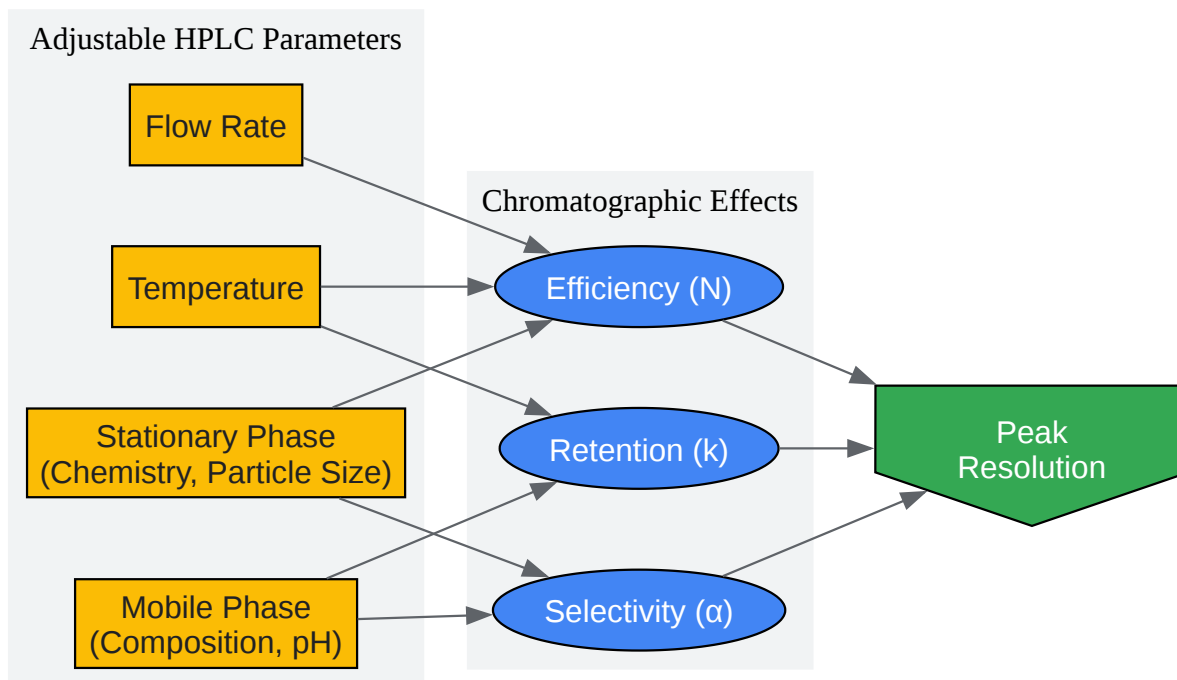 Adjustable HPLC Parameters
Flow Rate
Temperature
Stationary Phase
(Chemistry, Particle Size)
Mobile Phase
(Composition, pH)
Chromatographic Effects
Efficiency (N)
Retention (k)
Selectivity (α)
Peak
Resolution